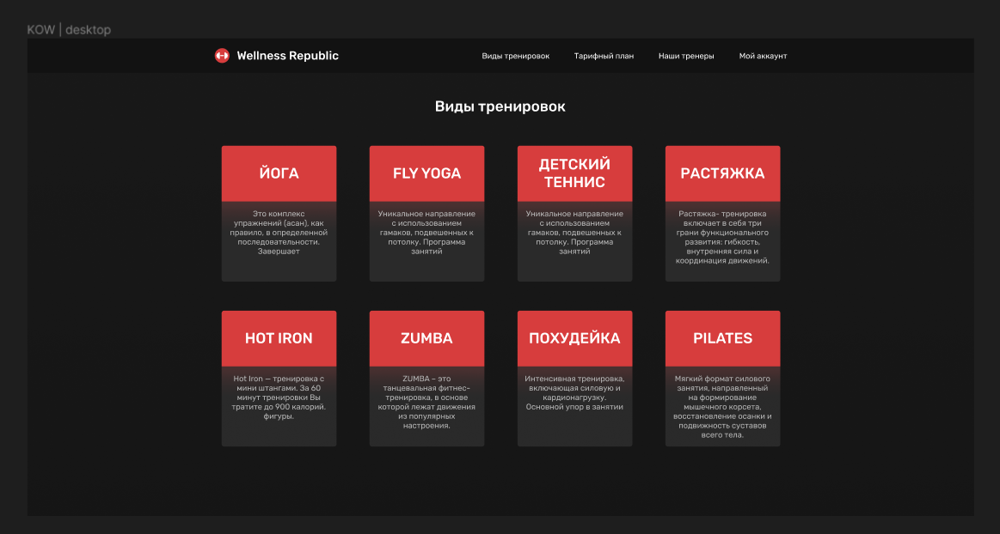 KOW | desktop
Wellness Republic
Виды тренировок
Тарифный план
Наши тренеры
Мой аккаунт
Виды тренировок
ЙОГА
Это комплекс
упражнений (асан), как
правило, в определенной
последовательности.
Завершает
FLY YOGA
Уникальное направление
с использованием
гамаков, подвешенных к
потолку. Программа
занятий
ДЕТСКИЙ
ТЕННИС
Уникальное направление
с использованием
гамаков, подвешенных к
потолку. Программа
занятий
РАСТЯЖКА
Растяжка- тренировка
включает в себя три
грани функционального
развития: гибкость,
внутренняя сила и
координация движений.
HOT IRON
Hot Iron — тренировка с
мини штангами. За 60
минут тренировки Вы
тратите до 900 калорий.
фигуры.
ZUMBA
ZUMBA – это
танцевальная фитнес-
тренировка, в основе
которой лежат движения
из популярных
настроения.
ПОХУДЕЙКА
Интенсивная тренировка,
включающая силовую и
кардионагрузку.
Основной упор в занятии
PILATES
Мягкий формат силового
занятия, направленный
на формирование
мышечного корсета,
восстановление осанки и
подвижность суставов
всего тела.